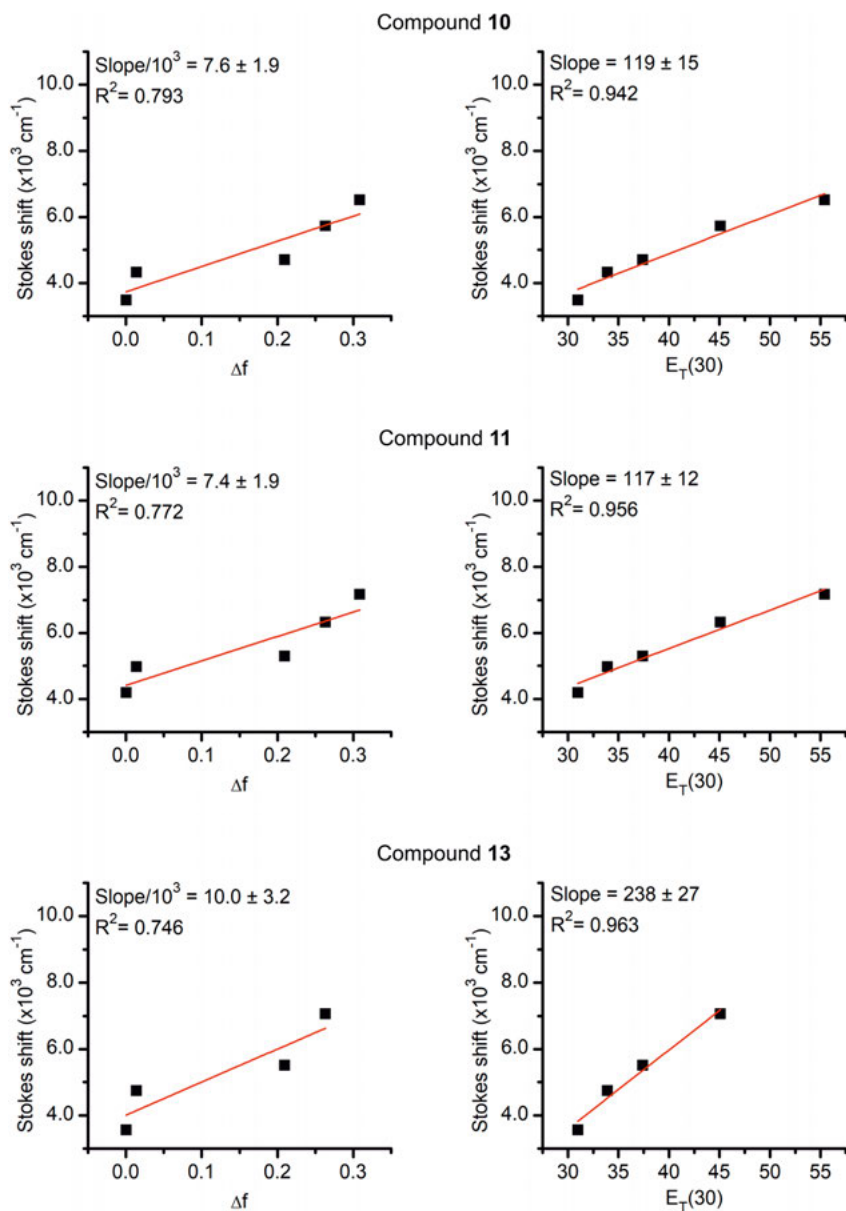 Compound 10
Slope/10³ = 7.6 ± 1.9
R²= 0.793
Stokes shift (x10³ cm⁻¹)
10.0
8.0
6.0
4.0
0.0 0.1 0.2 0.3
Δf
Slope = 119 ± 15
R²= 0.942
Stokes shift (x10³ cm⁻¹)
10.0
8.0
6.0
4.0
30 35 40 45 50 55
E_T(30)
Compound 11
Slope/10³ = 7.4 ± 1.9
R²= 0.772
Stokes shift (x10³ cm⁻¹)
10.0
8.0
6.0
4.0
0.0 0.1 0.2 0.3
Δf
Slope = 117 ± 12
R²= 0.956
Stokes shift (x10³ cm⁻¹)
10.0
8.0
6.0
4.0
30 35 40 45 50 55
E_T(30)
Compound 13
Slope/10³ = 10.0 ± 3.2
R²= 0.746
Stokes shift (x10³ cm⁻¹)
10.0
8.0
6.0
4.0
0.0 0.1 0.2 0.3
Δf
Slope = 238 ± 27
R²= 0.963
Stokes shift (x10³ cm⁻¹)
10.0
8.0
6.0
4.0
30 35 40 45 50 55
E_T(30)